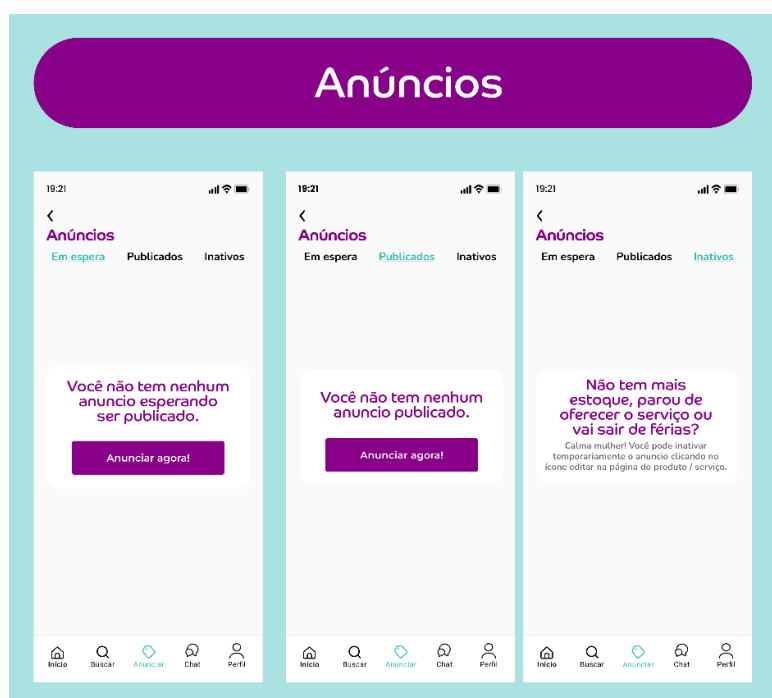 Anúncios
19:21
Anúncios
Em espera Publicados Inativos
Você não tem nenhum
anuncio esperando
ser publicado.
Anunciar agora!
Início Buscar Anunciar Chat Perfil
19:21
Anúncios
Em espera Publicados Inativos
Você não tem nenhum
anuncio publicado.
Anunciar agora!
Início Buscar Anunciar Chat Perfil
19:21
Anúncios
Em espera Publicados Inativos
Não tem mais
estoque, parou de
oferecer o serviço ou
vai sair de férias?
Calma mulher! Você pode inativar
temporariamente o anuncio clicando no
ícone editar na página do produto / serviço.
Início Buscar Anunciar Chat Perfil